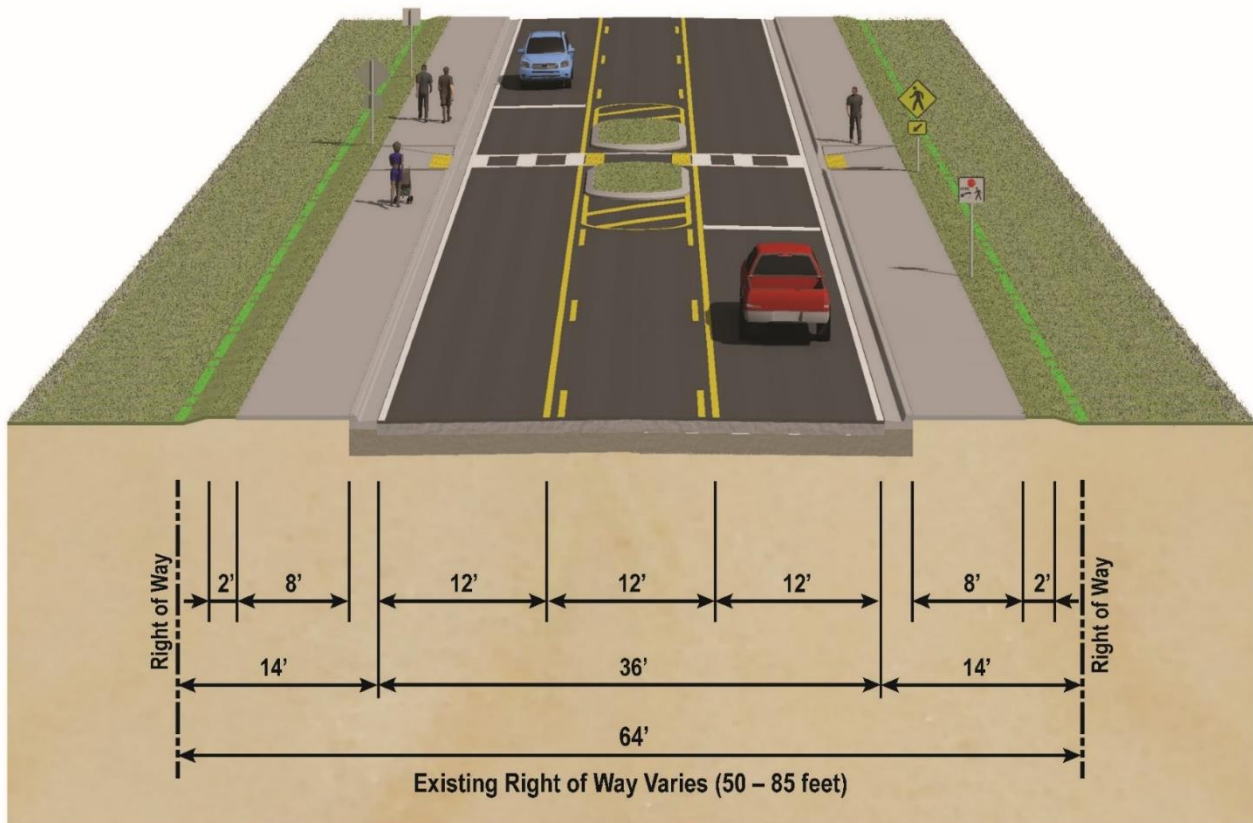 Right of Way
2’ 8’ 12’ 12’ 12’ 8’ 2’
Right of Way
14’ 36’ 14’
64’
Existing Right of Way Varies (50 – 85 feet)